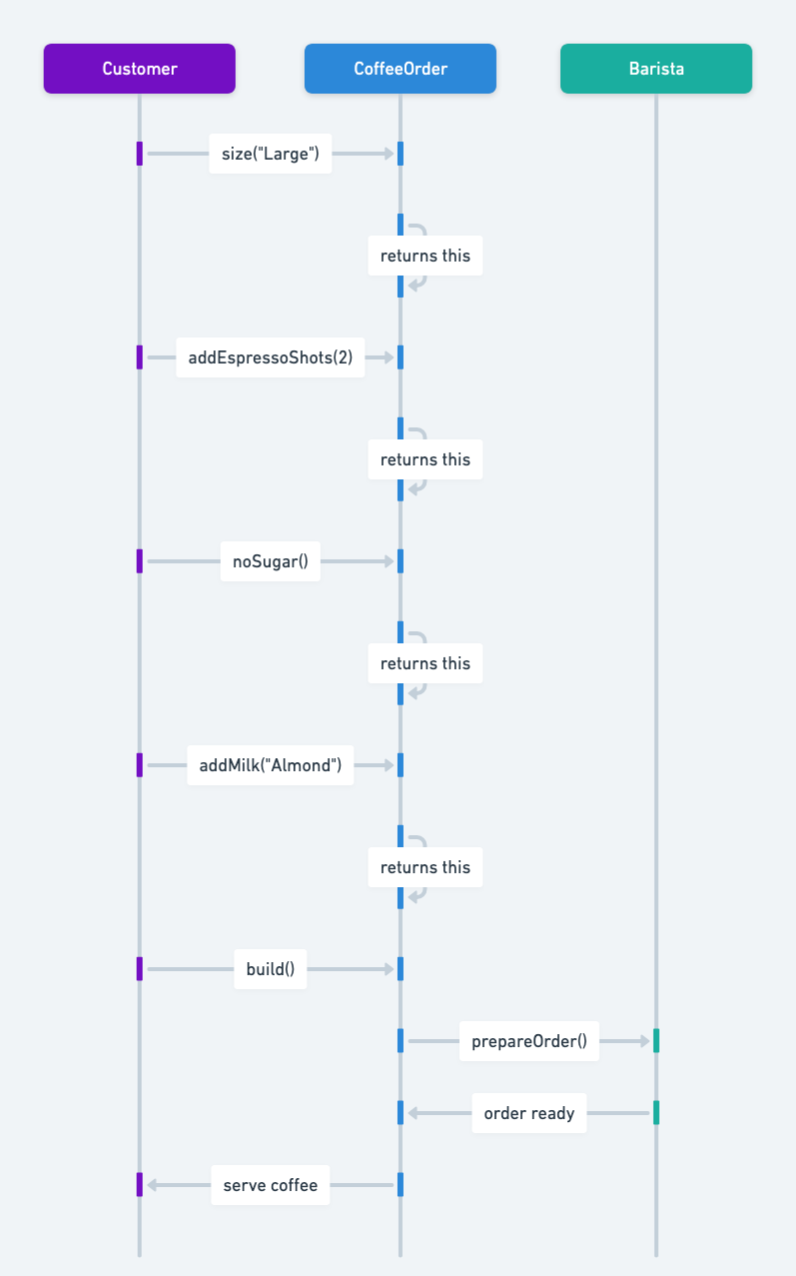 Customer
CoffeeOrder
Barista
size("Large")
returns this
addEspressoShots(2)
returns this
noSugar()
returns this
addMilk("Almond")
returns this
build()
prepareOrder()
order ready
serve coffee